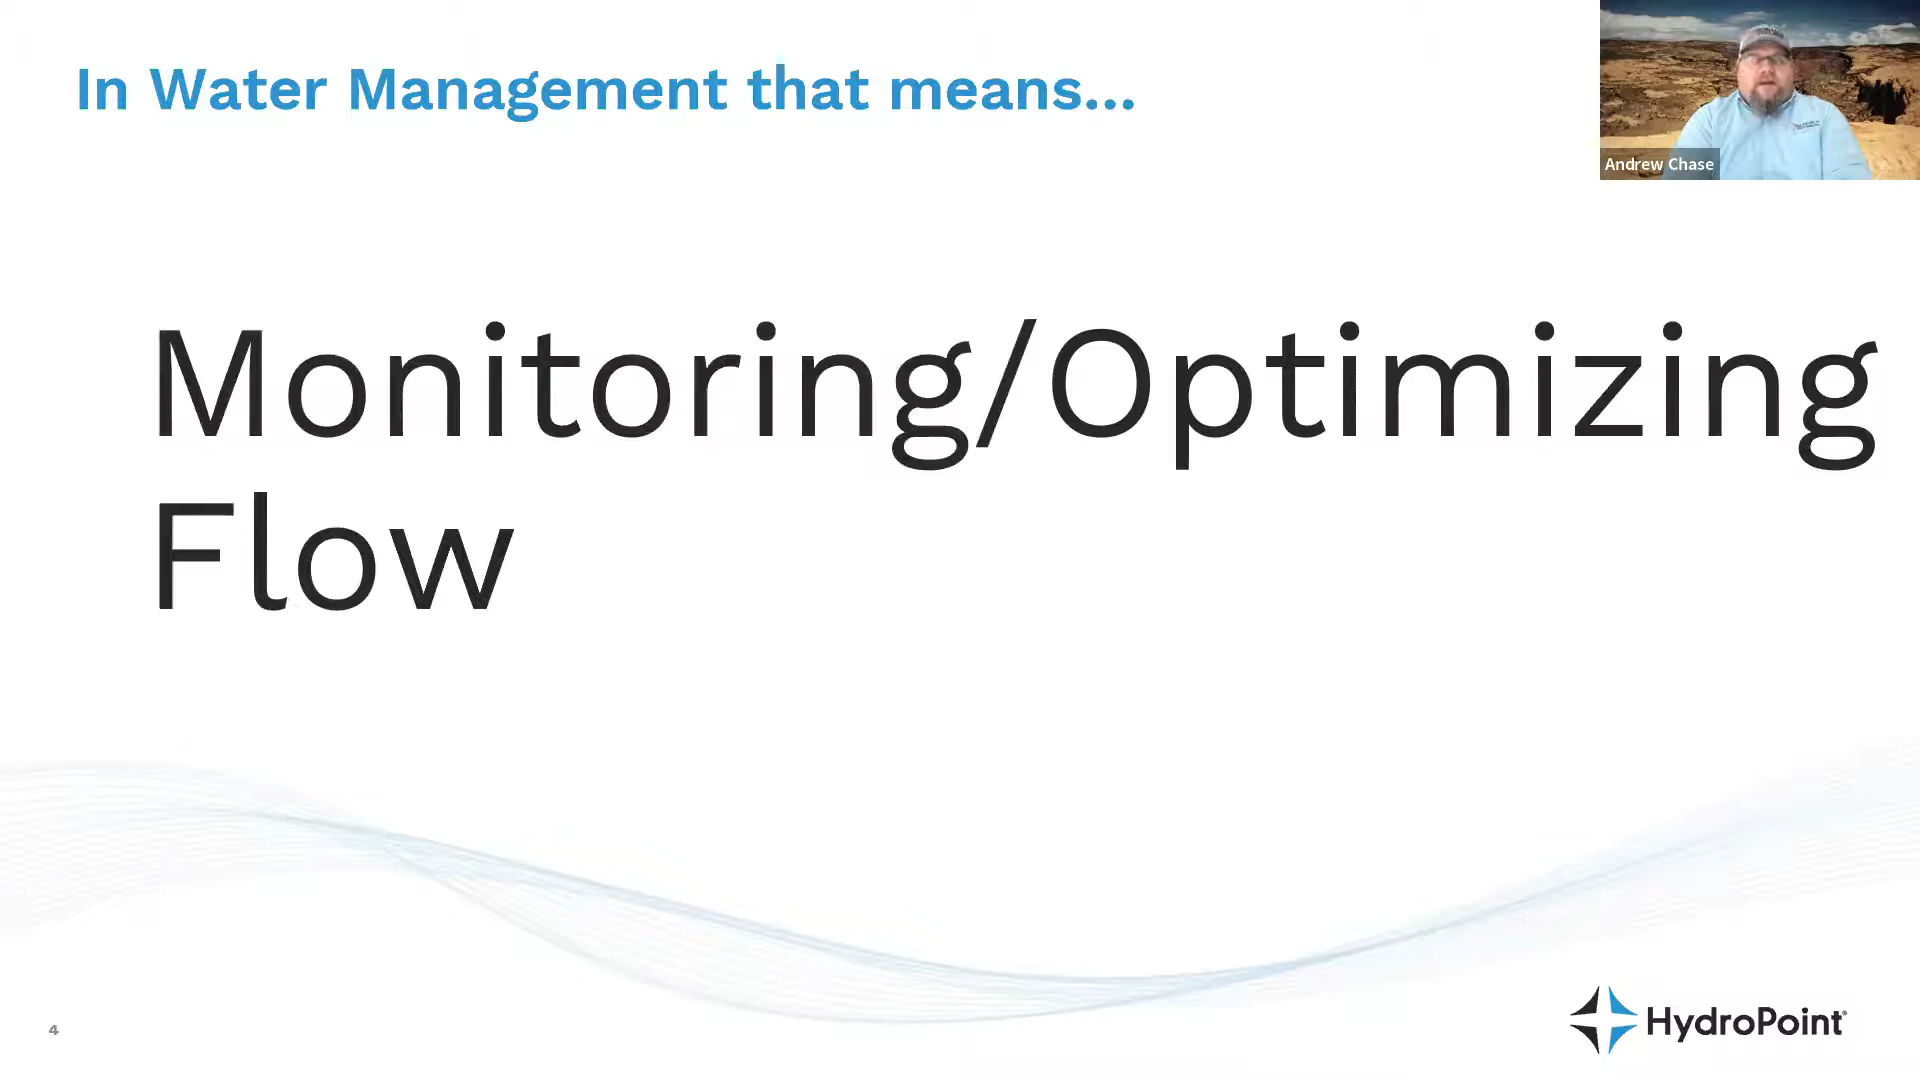 In Water Management that means...
Andrew Chase
Monitoring/Optimizing
Flow
4
HydroPoint